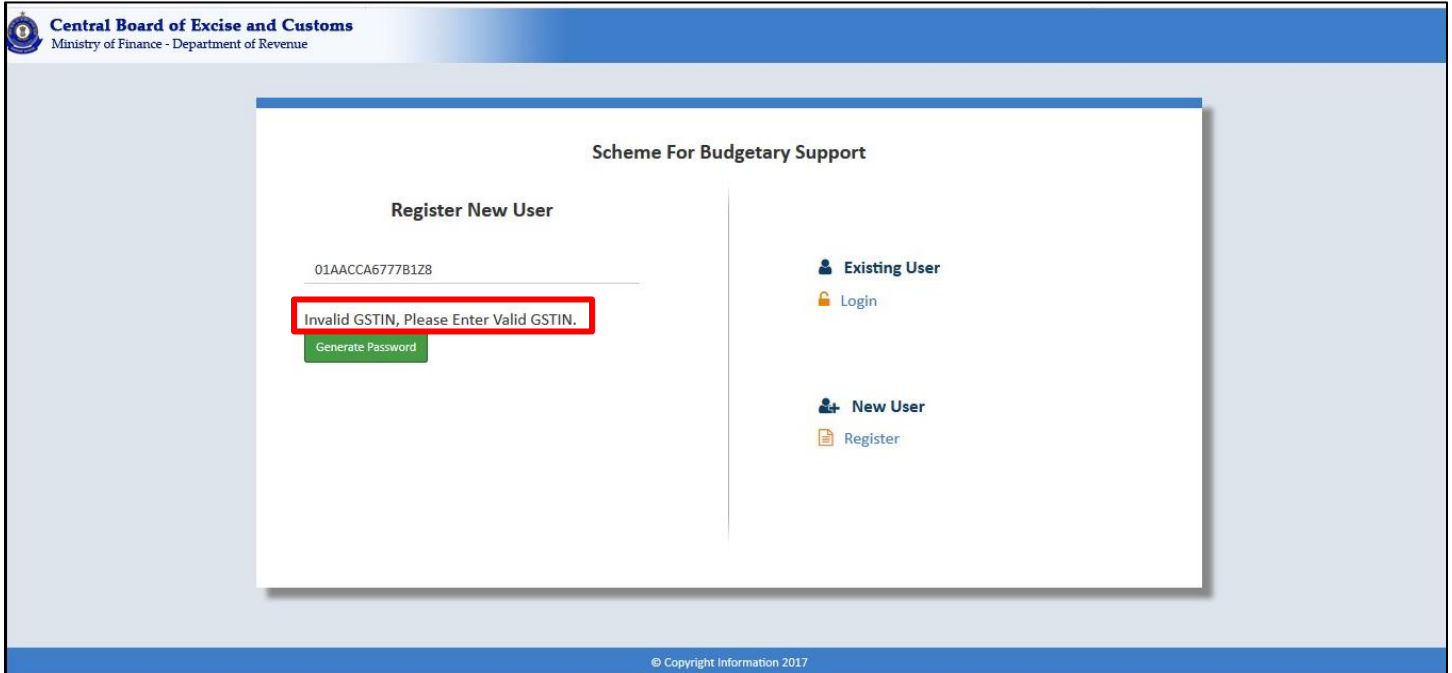 Central Board of Excise and Customs
Ministry of Finance - Department of Revenue
Scheme For Budgetary Support
Register New User
01AACCA6777B1Z8
Invalid GSTIN, Please Enter Valid GSTIN.
Generate Password
Existing User
Login
New User
Register
© Copyright Information 2017